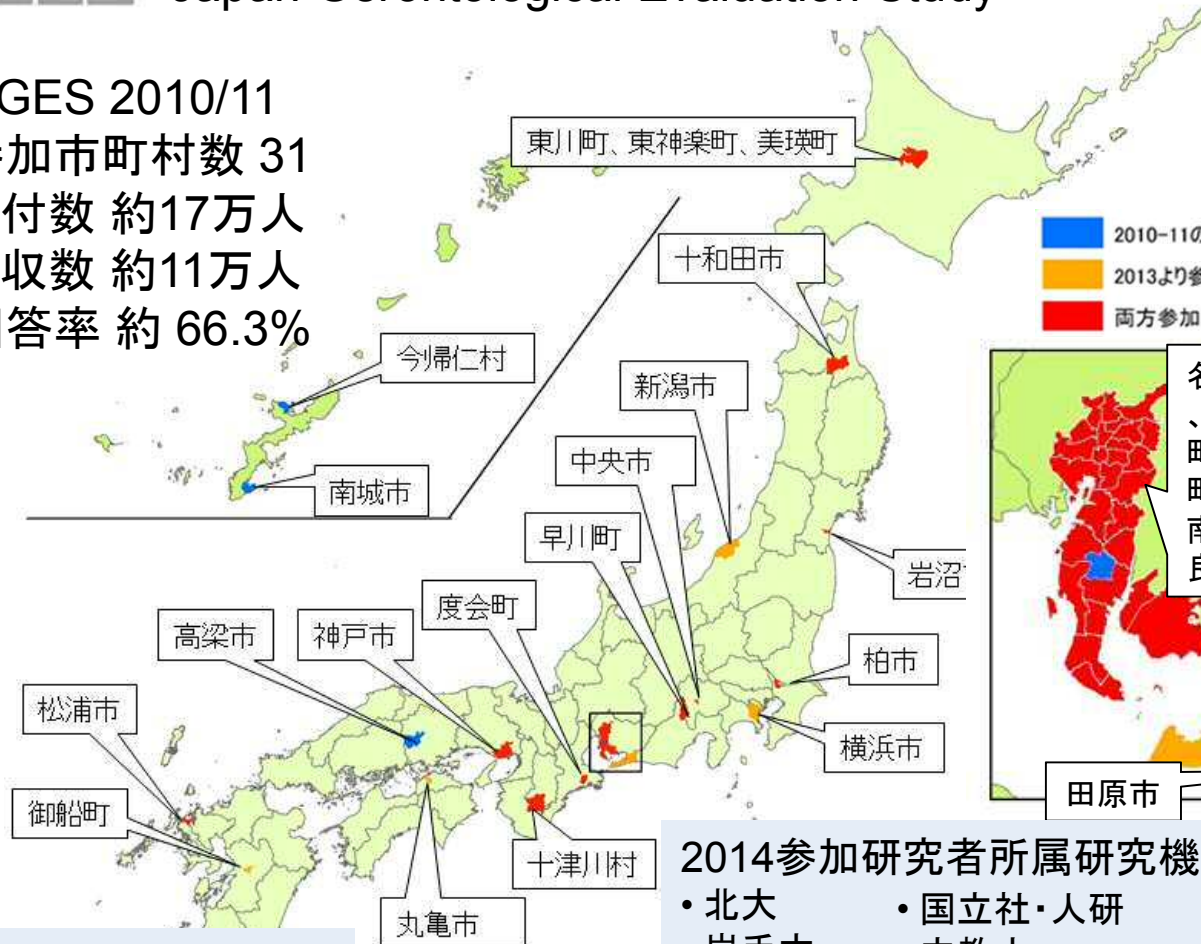 Japan Gerontological Evaluation Study
GES 2010/11
参加市町村数 31
付数 約17万人
収数 約11万人
回答率 約 66.3%
東川町、東神楽町、美瑛町
十和田市
2010-11の
2013より参
両方参加
今帰仁村
新潟市
名
、
町
町
南
中央市
南城市
早川町
岩沼
度会町
高梁市
神戸市
柏市
松浦市
横浜市
御船町
田原市
十津川村
丸亀市
2014参加研究者所属研究機
• 北大
• 国立社・人研